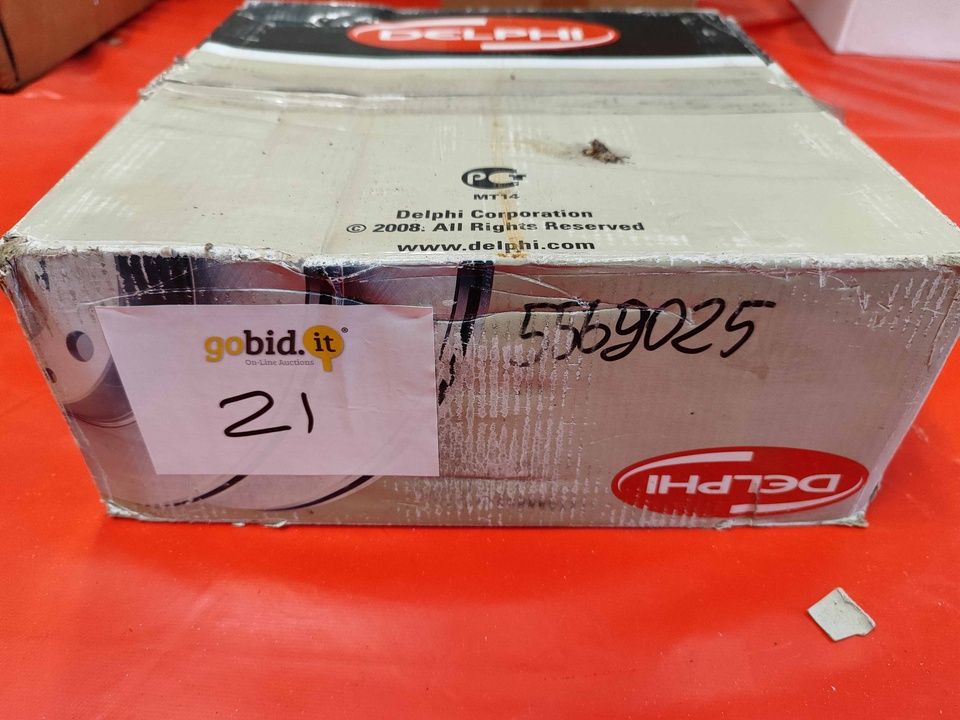 DELPHI
PCT
MT14
Delphi Corporation
© 2008. All Rights Reserved
www.delphi.com
gobid.it®
On-Line Auctions
21
5569025
DELPHI